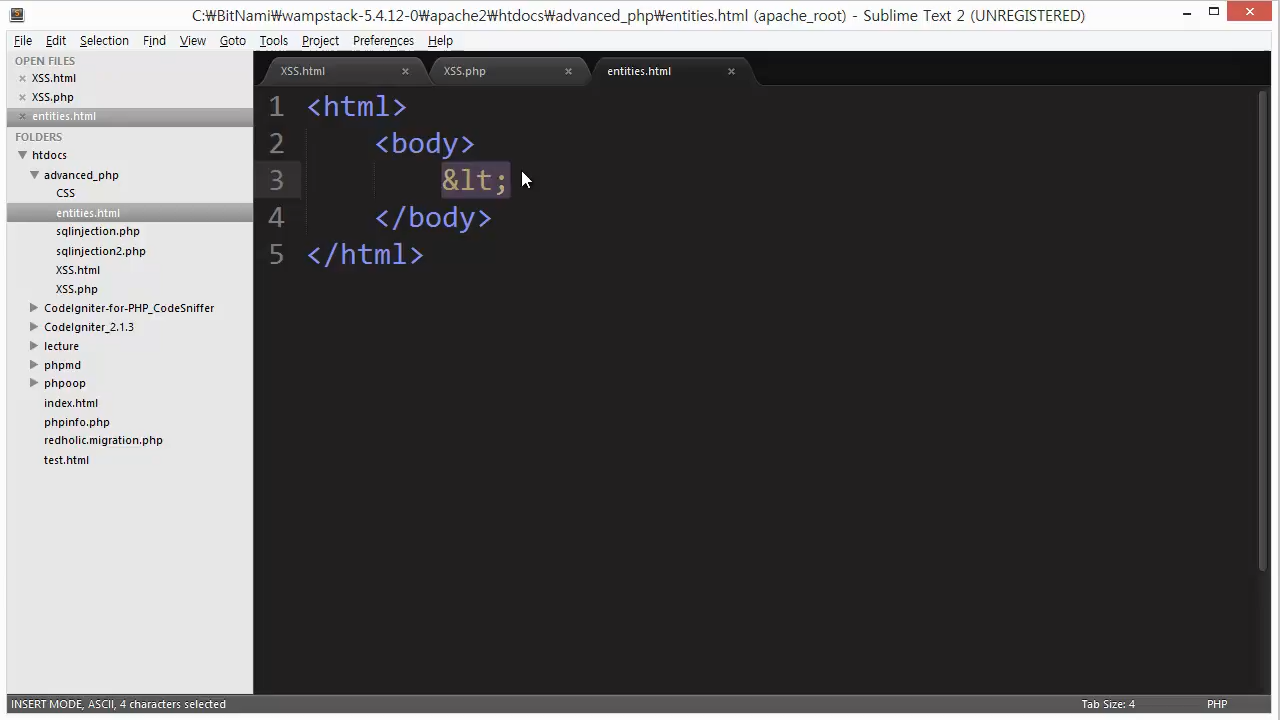 C:₩BitNami₩wampstack-5.4.12-0₩apache2₩htdocs₩advanced_php₩entities.html (apache_root) - Sublime Text 2 (UNREGISTERED)
File Edit Selection Find View Goto Tools Project Preferences Help
OPEN FILES
XSS.html
XSS.php
entities.html
FOLDERS
htdocs
advanced_php
CSS
entities.html
sqlinjection.php
sqlinjection2.php
XSS.html
XSS.php
CodeIgniter-for-PHP_CodeSniffer
CodeIgniter_2.1.3
lecture
phpmd
phpoop
index.html
phpinfo.php
redholic.migration.php
test.html
XSS.html XSS.php entities.html
1 <html>
2 <body>
3 &lt;
4 </body>
5 </html>
INSERT MODE, ASCII, 4 characters selected Tab Size: 4 PHP